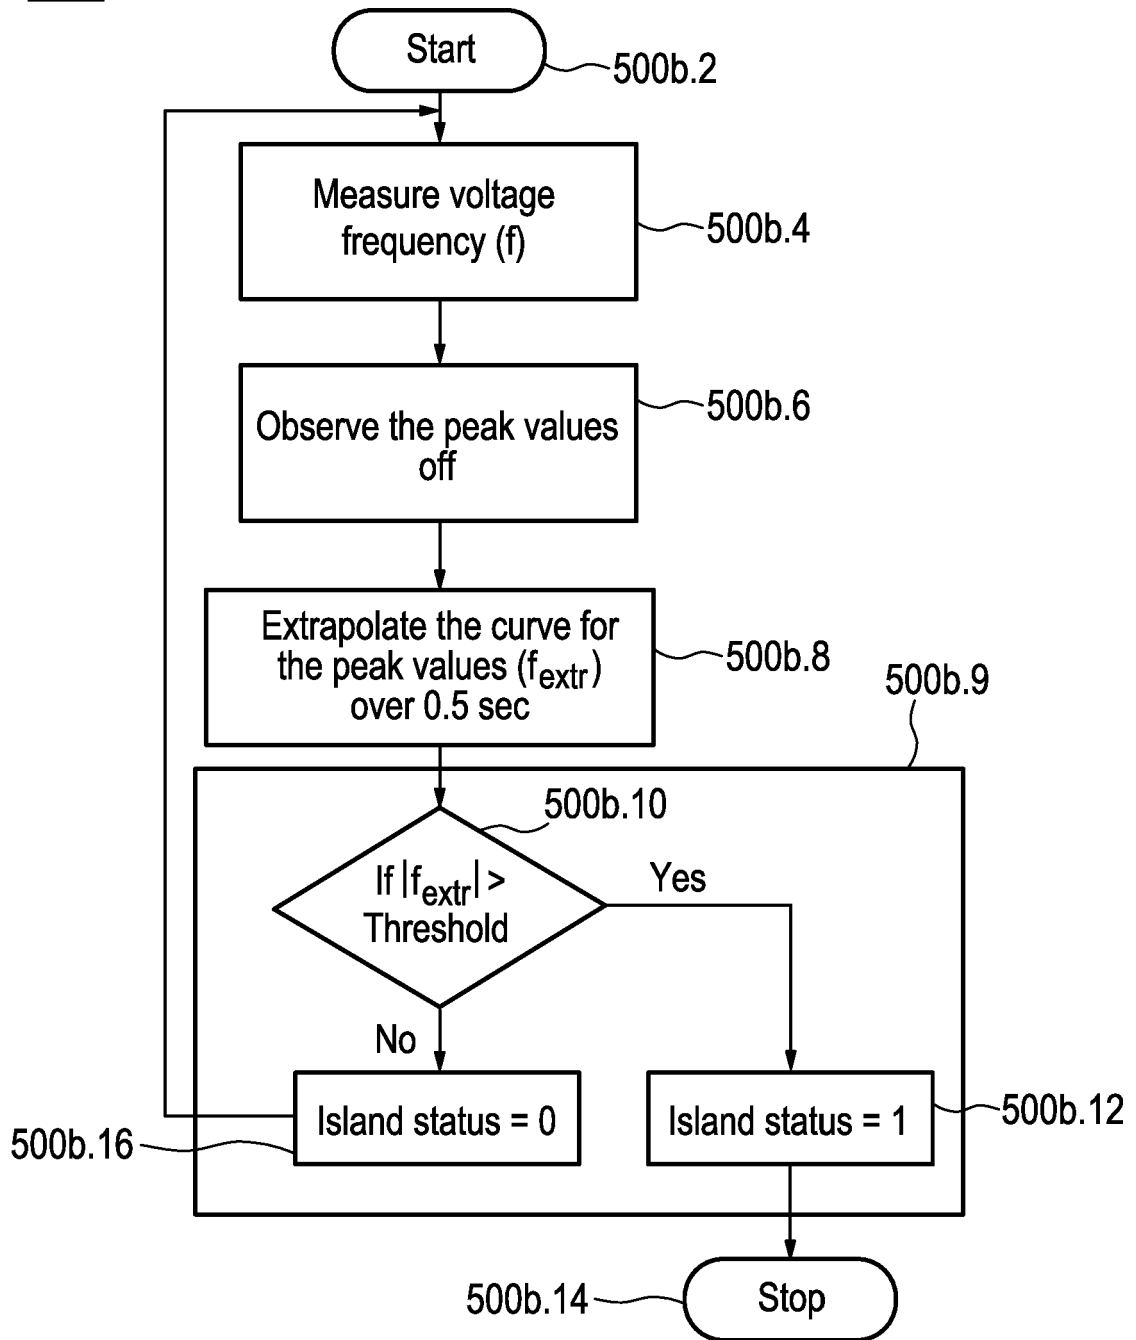 Start
500b.2
Measure voltage
frequency (f)
500b.4
Observe the peak values
off
500b.6
Extrapolate the curve for
the peak values (fextr)
over 0.5 sec
500b.8
500b.9
500b.10
If |fextr| >
Threshold
Yes
No
Island status = 0
500b.16
Island status = 1
500b.12
Stop
500b.14